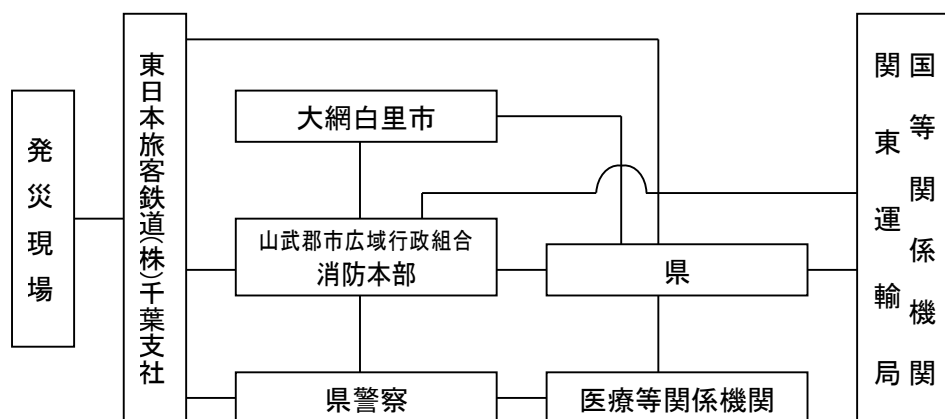 発災現場
東日本旅客鉄道(株)千葉支社
大網白里市
山武郡市広域行政組合
消防本部
県警察
県
医療等関係機関
国等関係機関
関東運輸局